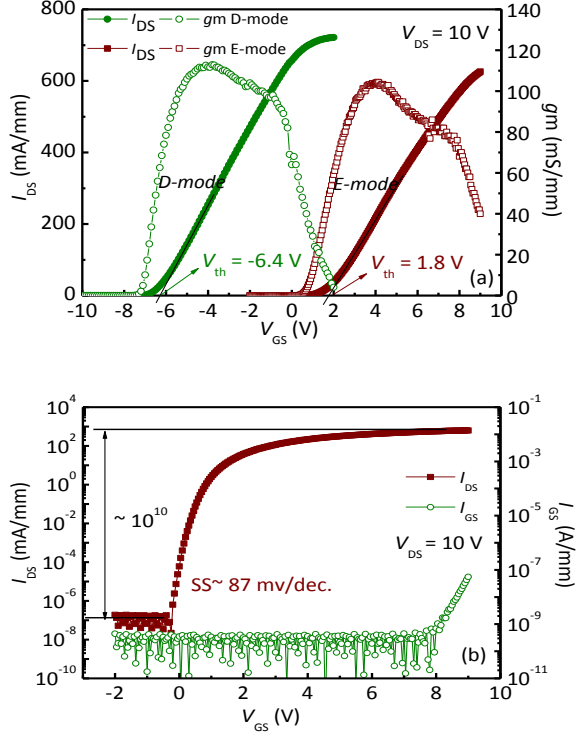 800
600
400
200
0
I_DS (mA/mm)
I_DS
gm D-mode
I_DS
gm E-mode
V_DS = 10 V
D-mode
E-mode
V_th = -6.4 V
V_th = 1.8 V
(a)
140
120
100
80
60
40
20
0
gm (mS/mm)
-10 -8 -6 -4 -2 0 2 4 6 8 10
V_GS (V)
10^4
10^2
10^0
10^-2
10^-4
10^-6
10^-8
10^-10
I_DS (mA/mm)
~ 10^10
SS~ 87 mv/dec.
I_DS
I_GS
V_DS = 10 V
(b)
10^-1
10^-3
10^-5
10^-7
10^-9
10^-11
I_GS (A/mm)
-2 0 2 4 6 8 10
V_GS (V)